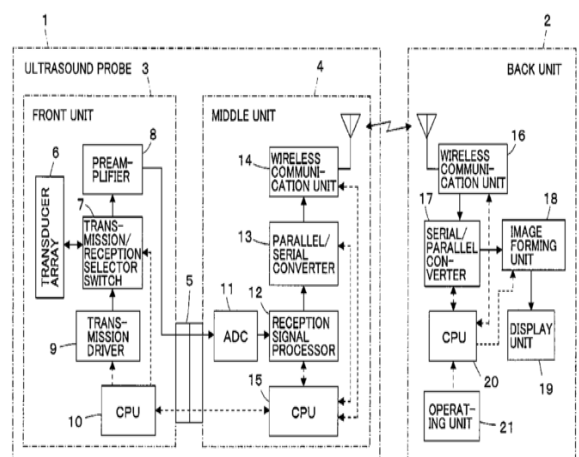 1
2
ULTRASOUND PROBE
3
4
BACK UNIT
FRONT UNIT
MIDDLE UNIT
8
6
PREAM-
PLIFIER
7
TRANSDUCER
ARRAY
TRANS-
MISSION/
RECEPTION
SELECTOR
SWITCH
9
TRANS-
MISSION
DRIVER
10
CPU
5
14
WIRELESS
COMMUNI-
CATION UNIT
13
PARALLEL/
SERIAL
CONVERTER
11
ADC
12
RECEPTION
SIGNAL
PROCESSOR
15
CPU
WIRELESS
COMMUNI-
CATION UNIT
16
17
SERIAL/
PARALLEL
CONVE-
RTER
18
IMAGE
FORMING
UNIT
CPU
20
DISPLAY
UNIT
19
OPERAT-
ING UNIT
21